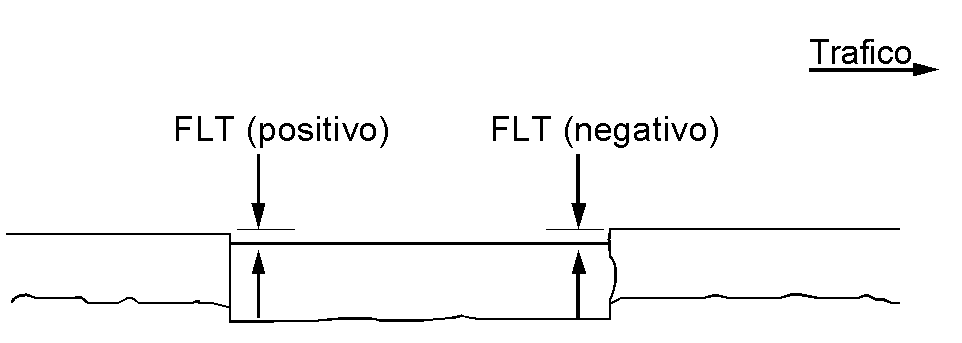 Trafico
FLT (positivo)
FLT (negativo)